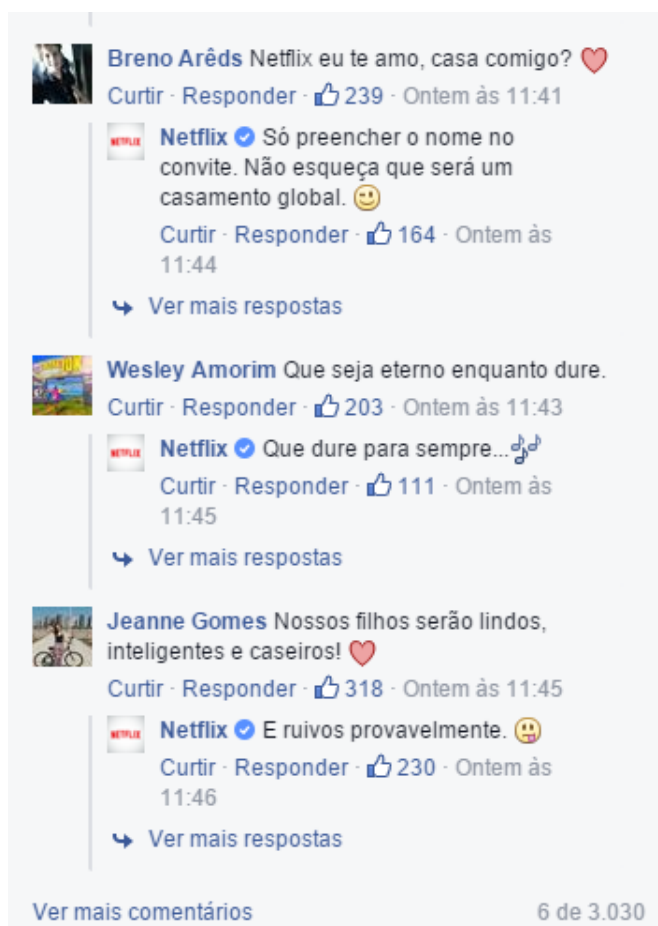 Breno Arêds Netflix eu te amo, casa comigo?
Curtir · Responder · 239 · Ontem às 11:41
NETFLIX
Netflix Só preencher o nome no
convite. Não esqueça que será um
casamento global.
Curtir · Responder · 164 · Ontem às
11:44
Ver mais respostas
Wesley Amorim Que seja eterno enquanto dure.
Curtir · Responder · 203 · Ontem às 11:43
NETFLIX
Netflix Que dure para sempre...
Curtir · Responder · 111 · Ontem às
11:45
Ver mais respostas
Jeanne Gomes Nossos filhos serão lindos,
inteligentes e caseiros!
Curtir · Responder · 318 · Ontem às 11:45
NETFLIX
Netflix E ruivos provavelmente.
Curtir · Responder · 230 · Ontem às
11:46
Ver mais respostas
Ver mais comentários 6 de 3.030